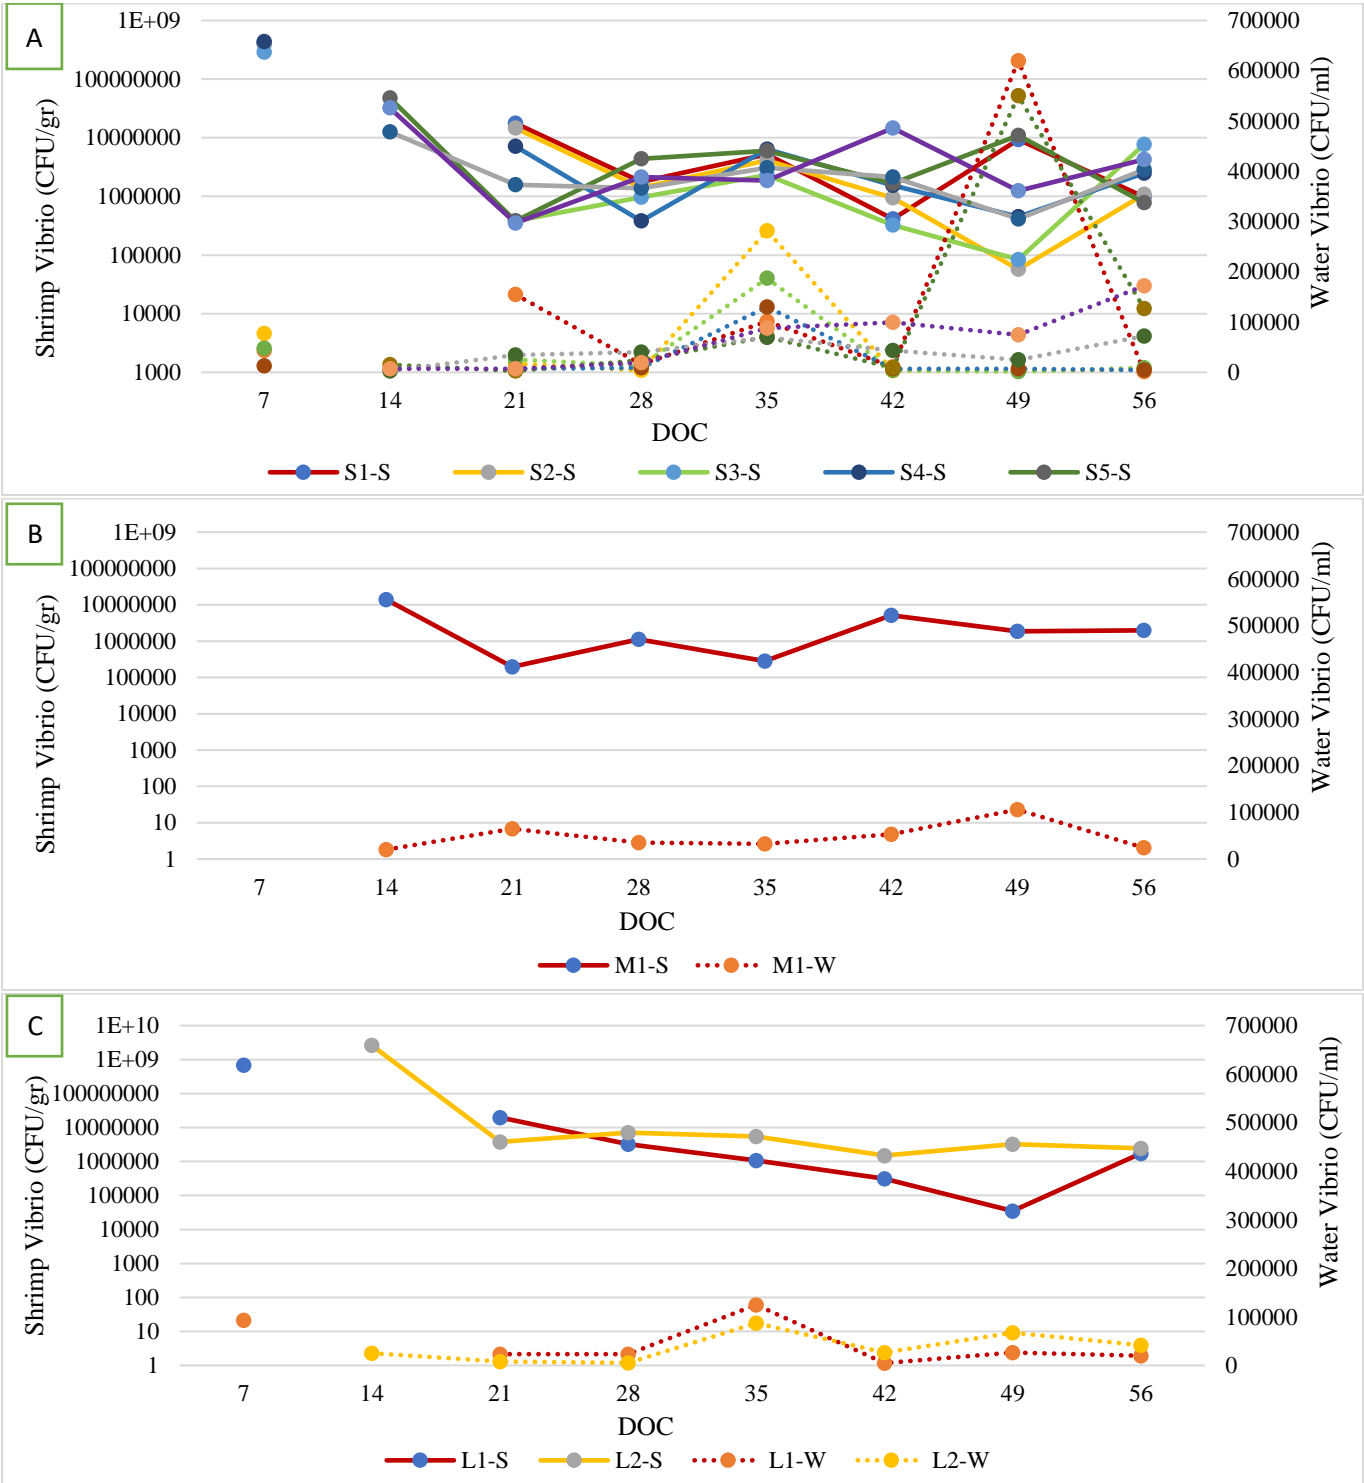 A
1E+09
100000000
10000000
1000000
100000
10000
1000
Shrimp Vibrio (CFU/gr)
700000
600000
500000
400000
300000
200000
100000
0
Water Vibrio (CFU/ml)
7 14 21 28 35 42 49 56
DOC
S1-S S2-S S3-S S4-S S5-S
B
1E+09
100000000
10000000
1000000
100000
10000
1000
100
10
1
Shrimp Vibrio (CFU/gr)
700000
600000
500000
400000
300000
200000
100000
0
Water Vibrio (CFU/ml)
7 14 21 28 35 42 49 56
DOC
M1-S M1-W
C
1E+10
1E+09
100000000
10000000
1000000
100000
10000
1000
100
10
1
Shrimp Vibrio (CFU/gr)
700000
600000
500000
400000
300000
200000
100000
0
Water Vibrio (CFU/ml)
7 14 21 28 35 42 49 56
DOC
L1-S L2-S L1-W L2-W